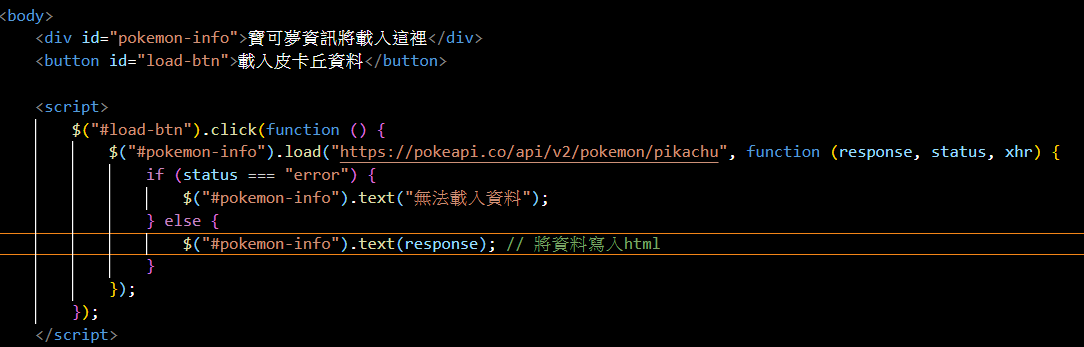 <body>
    <div id="pokemon-info">寶可夢資訊將載入這裡</div>
    <button id="load-btn">載入皮卡丘資料</button>

    <script>
        $("#load-btn").click(function () {
            $("#pokemon-info").load("https://pokeapi.co/api/v2/pokemon/pikachu", function (response, status, xhr) {
                if (status === "error") {
                    $("#pokemon-info").text("無法載入資料");
                } else {
                    $("#pokemon-info").text(response); // 將資料寫入html
                }
            });
        });
    </script>